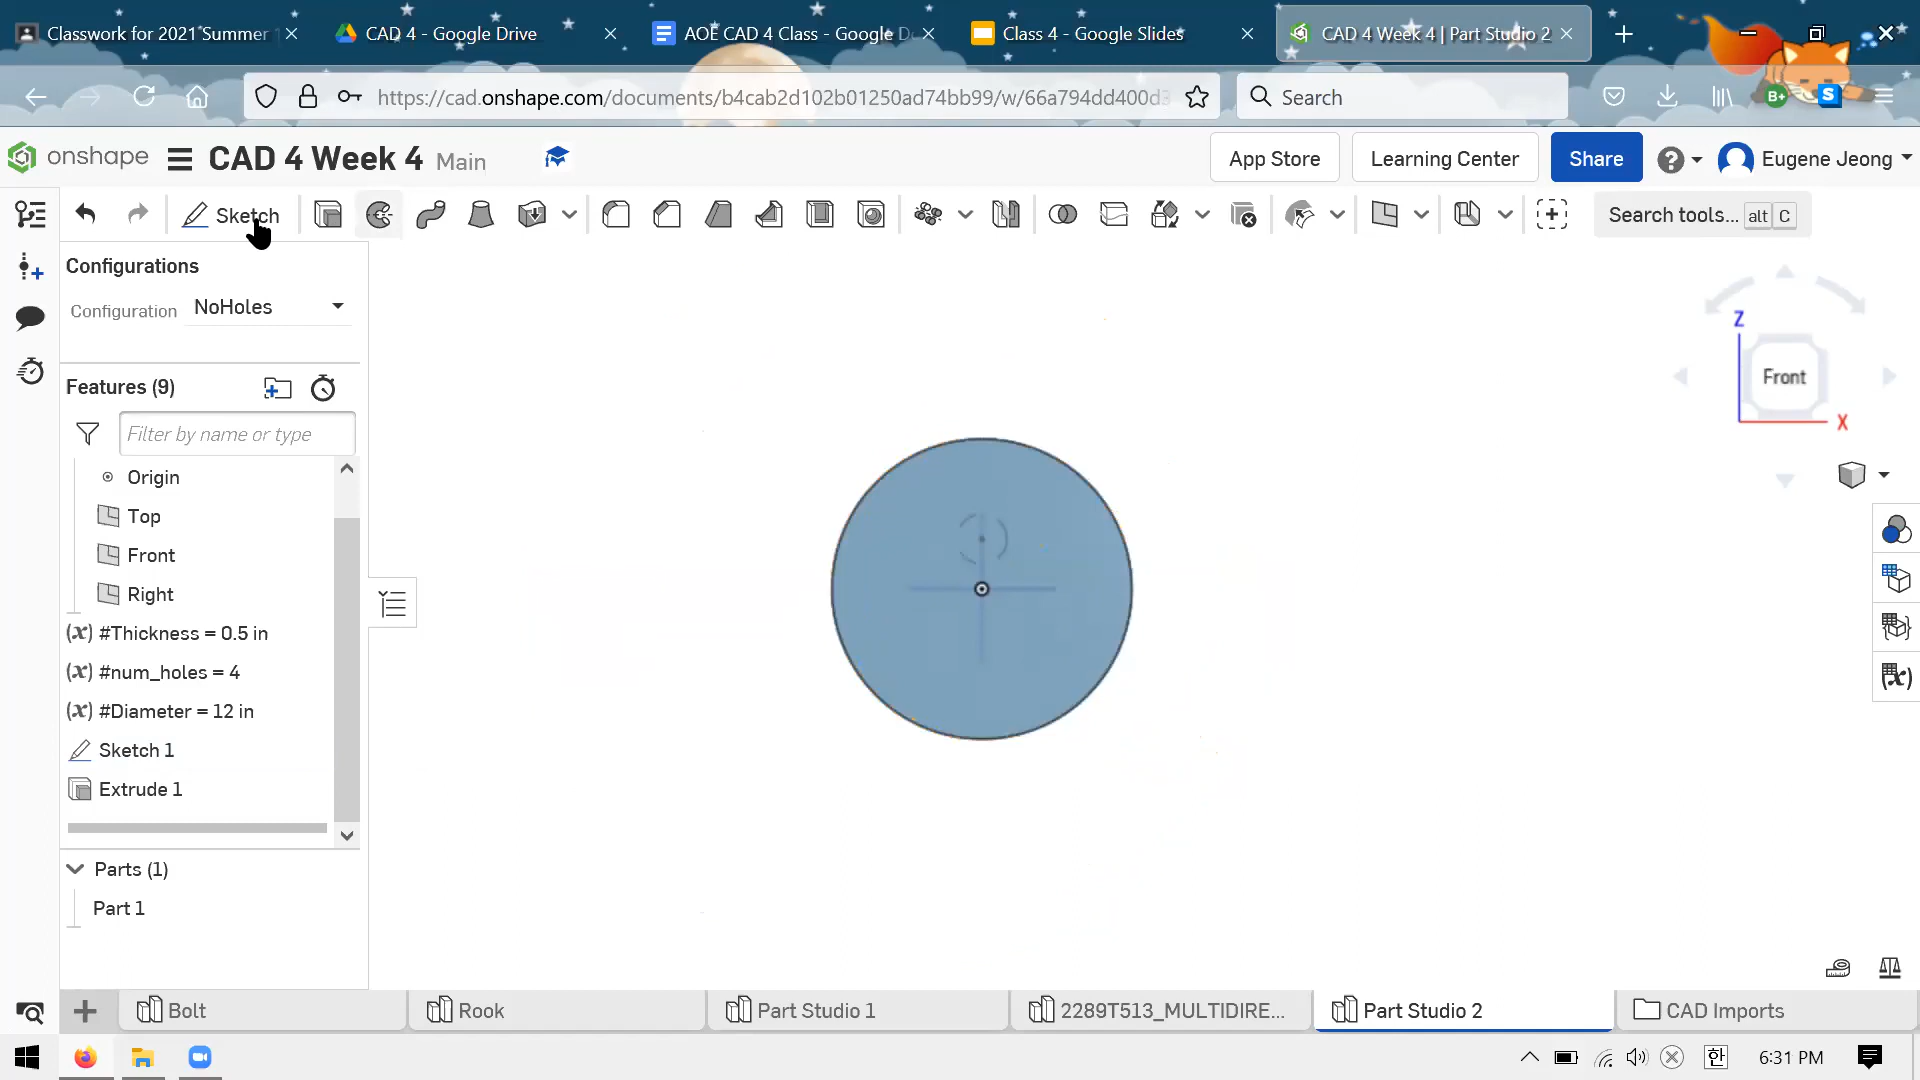 Classwork for 2021 Summer
CAD 4 - Google Drive
AOE CAD 4 Class - Google D
Class 4 - Google Slides
CAD 4 Week 4 | Part Studio 2
https://cad.onshape.com/documents/b4cab2d102b01250ad74bb99/w/66a794dd400d3
Search
B+
S
onshape
CAD 4 Week 4 Main
App Store
Learning Center
Share
Eugene Jeong
Sketch
Search tools... alt C
Configurations
Configuration NoHoles
Features (9)
Filter by name or type
Origin
Top
Front
Right
(x) #Thickness = 0.5 in
(x) #num_holes = 4
(x) #Diameter = 12 in
Sketch 1
Extrude 1
Parts (1)
Part 1
Z
Front
X
(x)
Bolt
Rook
Part Studio 1
2289T513_MULTIDIRE...
Part Studio 2
CAD Imports
한
6:31 PM